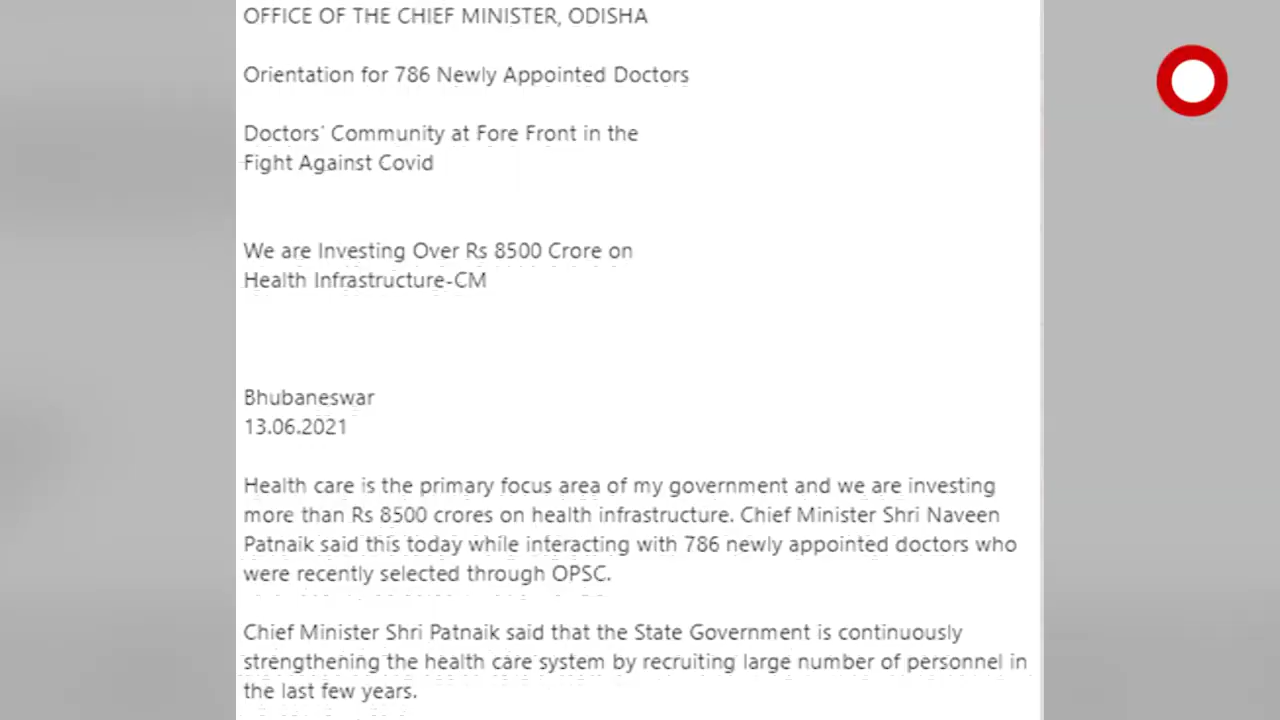 OFFICE OF THE CHIEF MINISTER, ODISHA
Orientation for 786 Newly Appointed Doctors
Doctors' Community at Fore Front in the
Fight Against Covid
We are Investing Over Rs 8500 Crore on
Health Infrastructure-CM
Bhubaneswar
13.06.2021
Health care is the primary focus area of my government and we are investing
more than Rs 8500 crores on health infrastructure. Chief Minister Shri Naveen
Patnaik said this today while interacting with 786 newly appointed doctors who
were recently selected through OPSC.
Chief Minister Shri Patnaik said that the State Government is continuously
strengthening the health care system by recruiting large number of personnel in
the last few years.